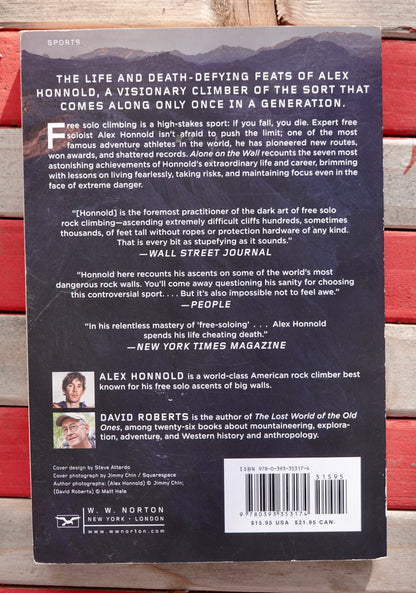 SPORTS
THE LIFE AND DEATH-DEFYING FEATS OF ALEX
HONNOLD, A VISIONARY CLIMBER OF THE SORT THAT
COMES ALONG ONLY ONCE IN A GENERATION.
Free solo climbing is a high-stakes sport: if you fall, you die. Expert free
soloist Alex Honnold isn't afraid to push the limit; one of the most
famous adventure athletes in the world, he has pioneered new routes,
won awards, and shattered records. Alone on the Wall recounts the seven most
astonishing achievements of Honnold's extraordinary life and career, brimming
with lessons on living fearlessly, taking risks, and maintaining focus even in the
face of extreme danger.
"[Honnold] is the foremost practitioner of the dark art of free solo
rock climbing—ascending extremely difficult cliffs hundreds, sometimes
thousands, of feet tall without ropes or protection hardware of any kind.
That is every bit as stupefying as it sounds."
—WALL STREET JOURNAL
"Honnold here recounts his ascents on some of the world's most
dangerous rock walls. You'll come away questioning his sanity for choosing
this controversial sport. . . . But it's also impossible not to feel awe."
—PEOPLE
"In his relentless mastery of 'free-soloing' . . . Alex Honnold
spends his life cheating death."
—NEW YORK TIMES MAGAZINE
ALEX HONNOLD is a world-class American rock climber best
known for his free solo ascents of big walls.
DAVID ROBERTS is the author of The Lost World of the Old
Ones, among twenty-six books about mountaineering, explora-
tion, adventure, and Western history and anthropology.
Cover design by Steve Attardo
Cover photograph by Jimmy Chin / Squarespace
Author photographs: (Alex Honnold) © Jimmy Chin;
(David Roberts) © Matt Hale
W. W. NORTON
NEW YORK • LONDON
www.wwnorton.com
ISBN 978-0-393-35317-4
51595
9 780393 353174
$15.95 USA $21.95 CAN.